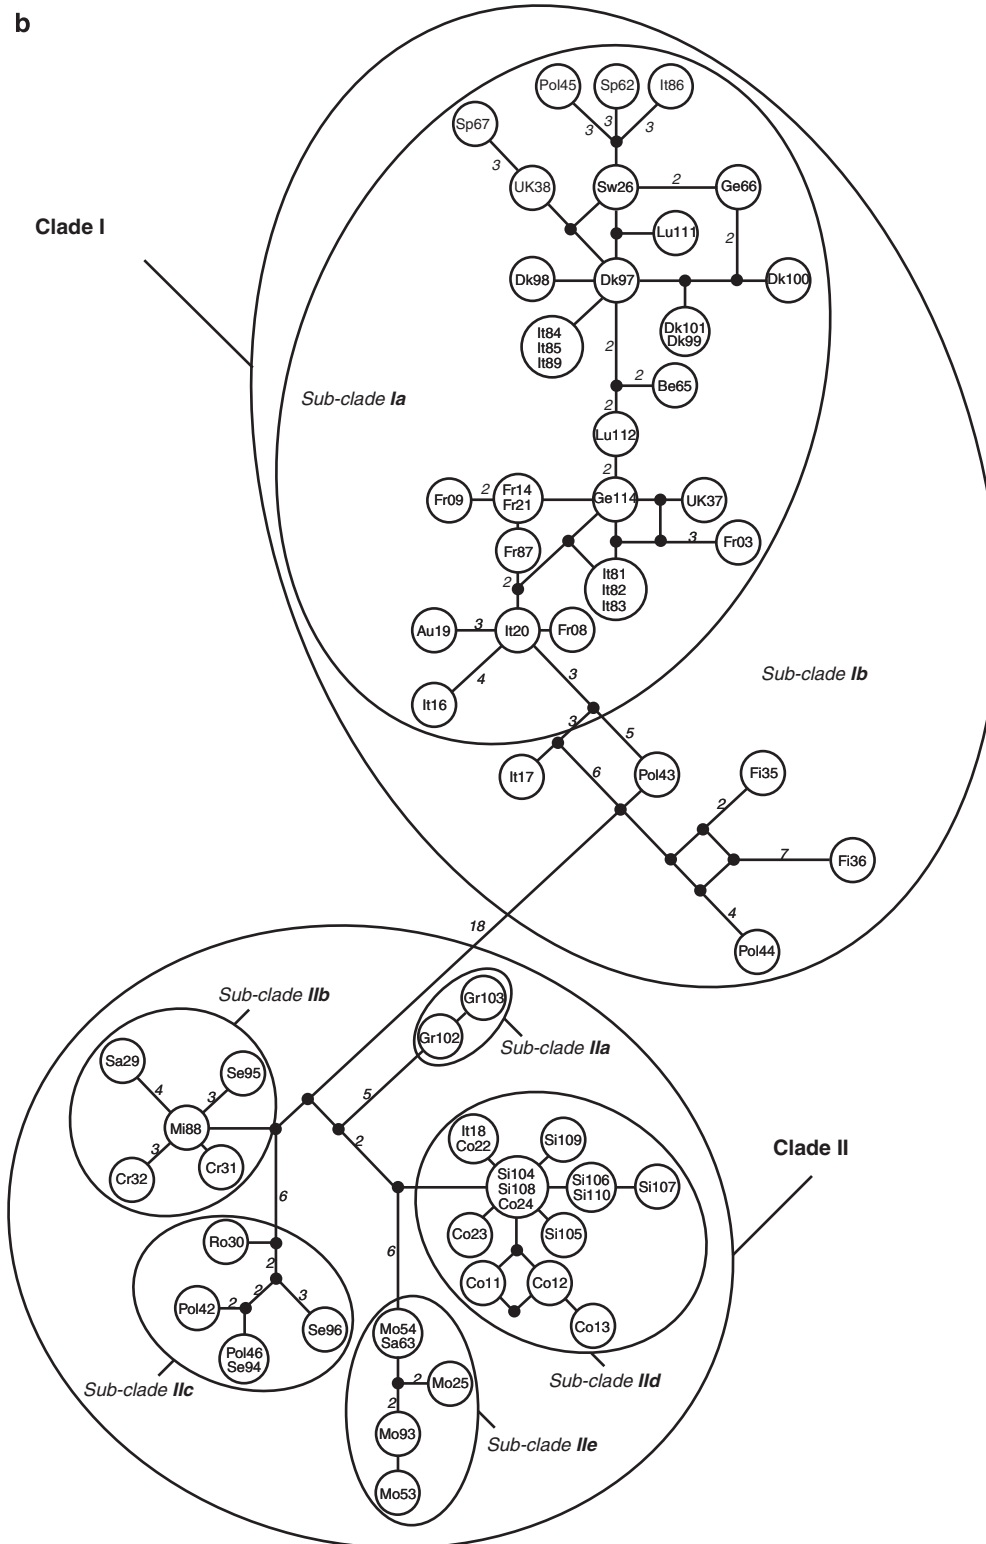 b
Pol45
Sp62
It86
3
3
3
Sp67
3
UK38
Sw26
2
Ge66
Clade I
Lu111
2
Dk98
Dk97
Dk100
Dk101
Dk99
It84
It85
It89
2
2
Be65
Sub-clade Ia
2
Lu112
2
Fr09
2
Fr14
Fr21
Ge114
UK37
3
Fr03
Fr87
2
It81
It82
It83
Au19
3
It20
Fr08
4
3
Sub-clade Ib
It16
3
5
It17
6
Pol43
Fi35
2
7
Fi36
4
Pol44
18
Sub-clade IIb
Gr103
Gr102
Sub-clade IIa
Sa29
4
3
Se95
5
Mi88
2
3
Cr32
Cr31
It18
Co22
Si109
Clade II
Si104
Si108
Co24
Si106
Si110
Si107
6
Co23
Si105
Ro30
6
2
Co11
Co12
Pol42
2
2
3
Se96
Co13
Pol46
Se94
Mo54
Sa63
Sub-clade IIc
2
Mo25
Sub-clade IId
2
Mo93
Sub-clade IIe
Mo53